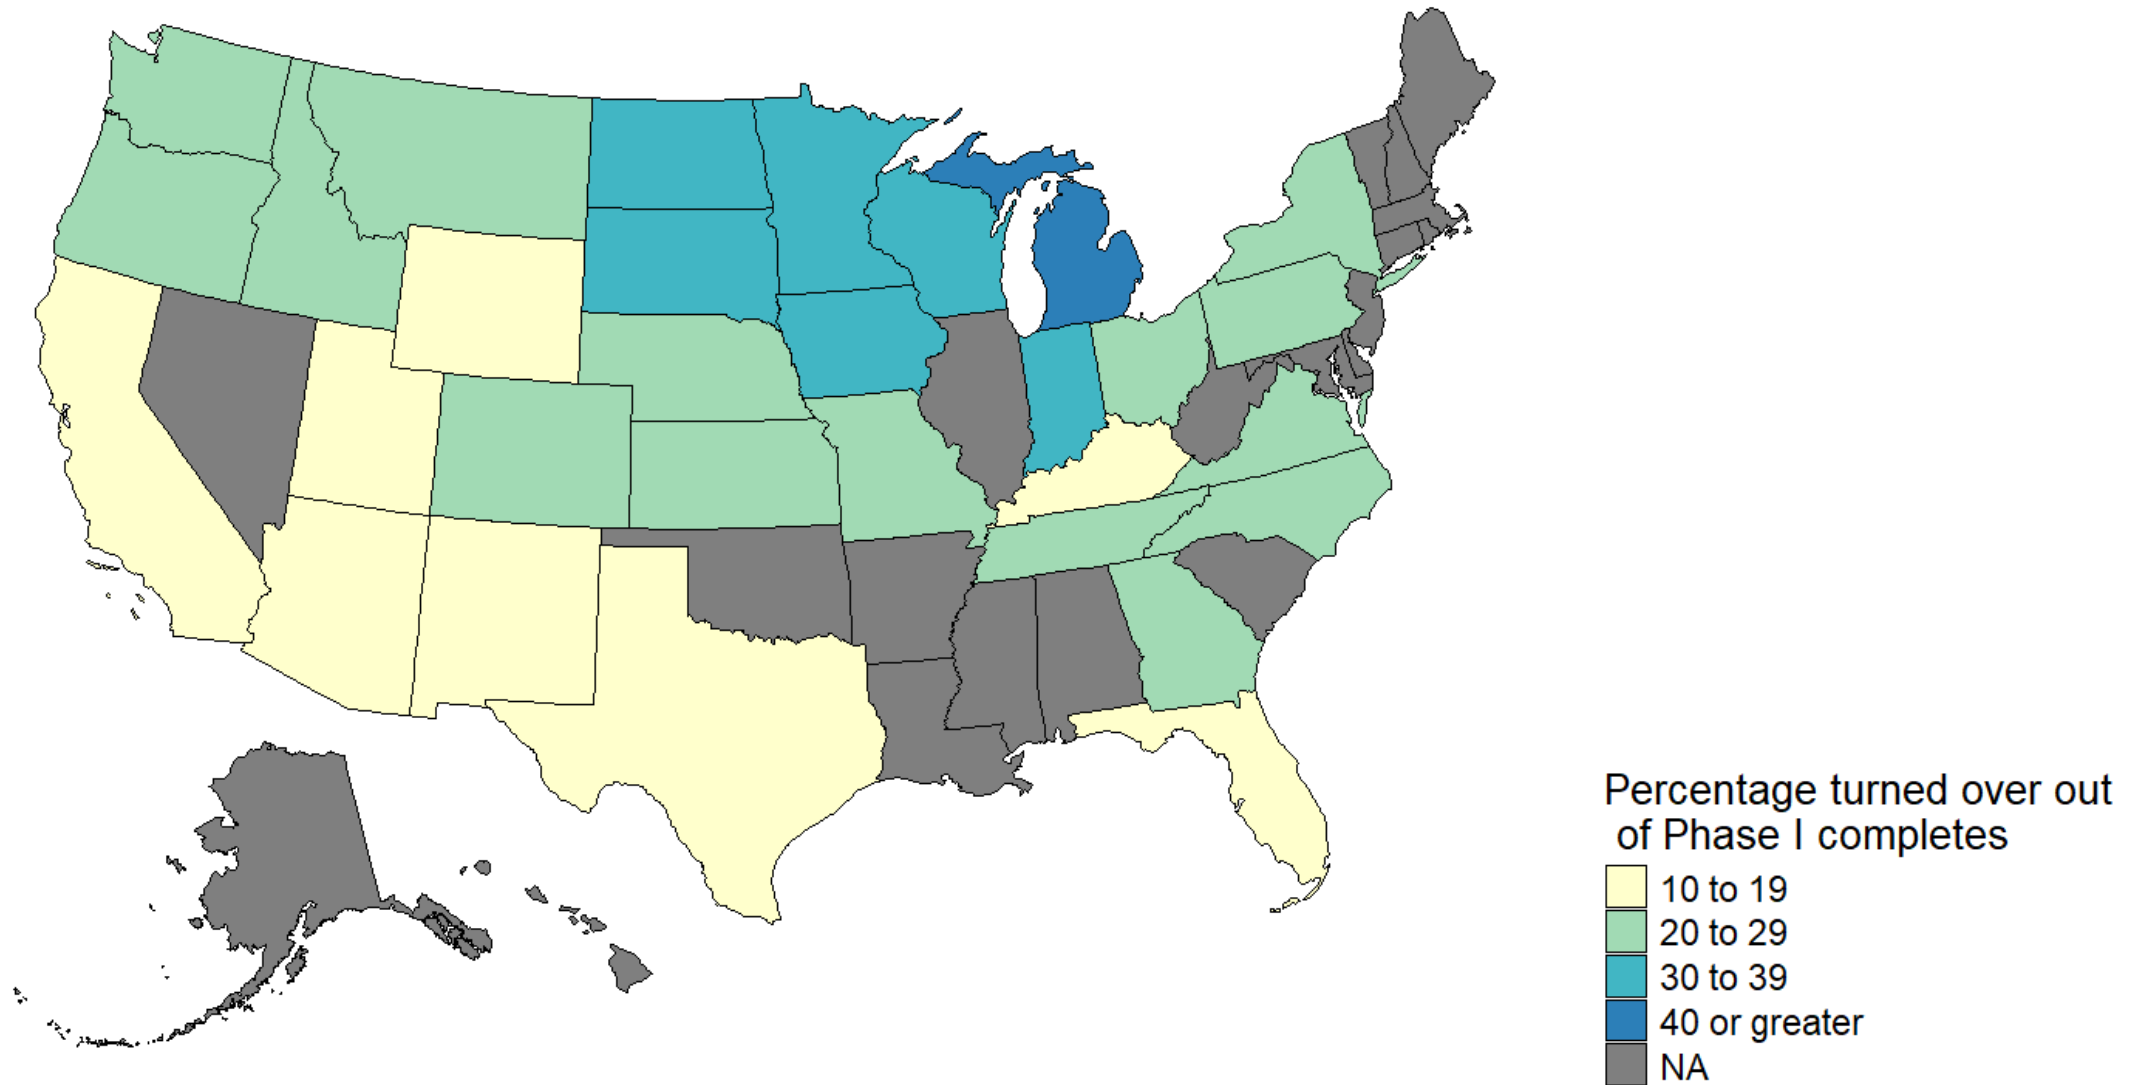 Percentage turned over out
of Phase I completes
10 to 19
20 to 29
30 to 39
40 or greater
NA